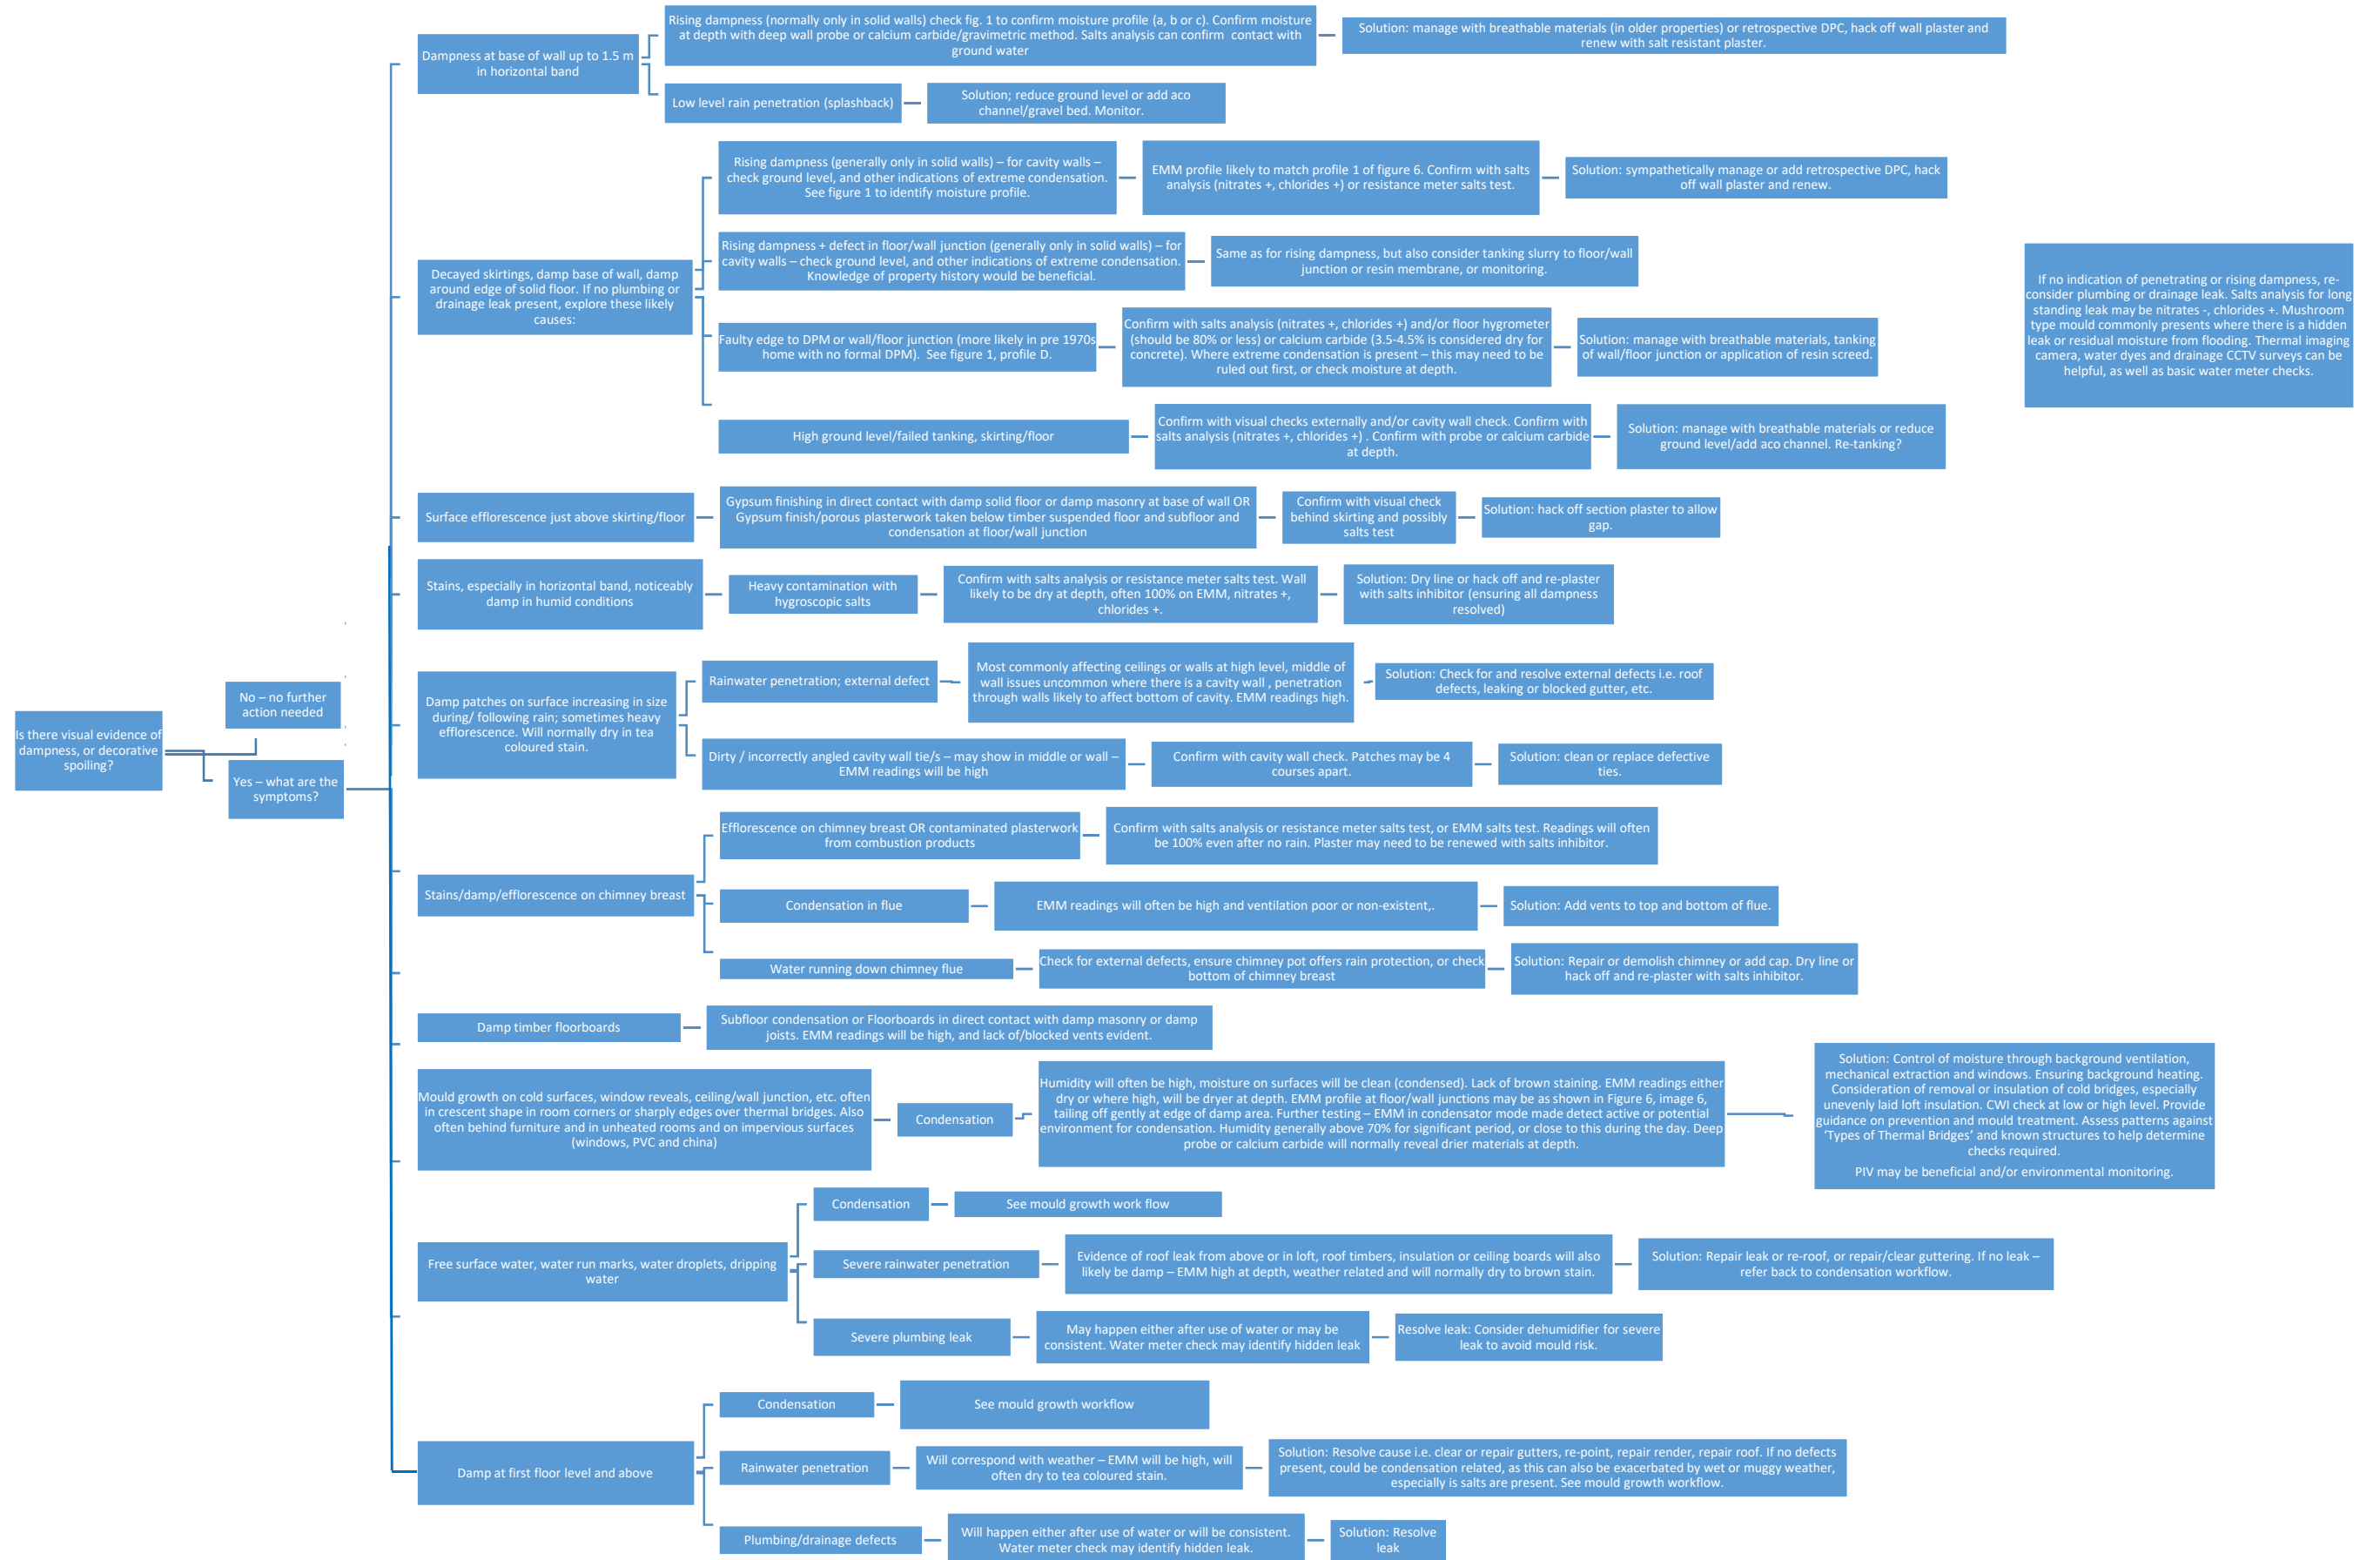 Is there visual evidence of
dampness, or decorative
spoiling?
No – no further
action needed
Yes – what are the
symptoms?
Dampness at base of wall up to 1.5 m
in horizontal band
Rising dampness (normally only in solid walls) check fig. 1 to confirm moisture profile (a, b or c). Confirm moisture
at depth with deep wall probe or calcium carbide/gravimetric method. Salts analysis can confirm contact with
ground water
Solution: manage with breathable materials (in older properties) or retrospective DPC, hack off wall plaster and
renew with salt resistant plaster.
Low level rain penetration (splashback)
Solution; reduce ground level or add aco
channel/gravel bed. Monitor.
Decayed skirtings, damp base of wall, damp
around edge of solid floor. If no plumbing or
drainage leak present, explore these likely
causes:
Rising dampness (generally only in solid walls) – for cavity walls –
check ground level, and other indications of extreme condensation.
See figure 1 to identify moisture profile.
EMM profile likely to match profile 1 of figure 6. Confirm with salts
analysis (nitrates +, chlorides +) or resistance meter salts test.
Solution: sympathetically manage or add retrospective DPC, hack
off wall plaster and renew.
Rising dampness + defect in floor/wall junction (generally only in solid walls) – for
cavity walls – check ground level, and other indications of extreme condensation.
Knowledge of property history would be beneficial.
Same as for rising dampness, but also consider tanking slurry to floor/wall
junction or resin membrane, or monitoring.
Faulty edge to DPM or wall/floor junction (more likely in pre 1970s
home with no formal DPM). See figure 1, profile D.
Confirm with salts analysis (nitrates +, chlorides +) and/or floor hygrometer
(should be 80% or less) or calcium carbide (3.5-4.5% is considered dry for
concrete). Where extreme condensation is present – this may need to be
ruled out first, or check moisture at depth.
Solution: manage with breathable materials, tanking
of wall/floor junction or application of resin screed.
High ground level/failed tanking, skirting/floor
Confirm with visual checks externally and/or cavity wall check. Confirm with
salts analysis (nitrates +, chlorides +) . Confirm with probe or calcium carbide
at depth.
Solution: manage with breathable materials or reduce
ground level/add aco channel. Re-tanking?
If no indication of penetrating or rising dampness, re-
consider plumbing or drainage leak. Salts analysis for long
standing leak may be nitrates -, chlorides +. Mushroom
type mould commonly presents where there is a hidden
leak or residual moisture from flooding. Thermal imaging
camera, water dyes and drainage CCTV surveys can be
helpful, as well as basic water meter checks.
Surface efflorescence just above skirting/floor
Gypsum finishing in direct contact with damp solid floor or damp masonry at base of wall OR
Gypsum finish/porous plasterwork taken below timber suspended floor and subfloor and
condensation at floor/wall junction
Confirm with visual check
behind skirting and possibly
salts test
Solution: hack off section plaster to allow
gap.
Stains, especially in horizontal band, noticeably
damp in humid conditions
Heavy contamination with
hygroscopic salts
Confirm with salts analysis or resistance meter salts test. Wall
likely to be dry at depth, often 100% on EMM, nitrates +,
chlorides +.
Solution: Dry line or hack off and re-plaster
with salts inhibitor (ensuring all dampness
resolved)
Damp patches on surface increasing in size
during/ following rain; sometimes heavy
efflorescence. Will normally dry in tea
coloured stain.
Rainwater penetration; external defect
Most commonly affecting ceilings or walls at high level, middle of
wall issues uncommon where there is a cavity wall , penetration
through walls likely to affect bottom of cavity. EMM readings high.
Solution: Check for and resolve external defects i.e. roof
defects, leaking or blocked gutter, etc.
Dirty / incorrectly angled cavity wall tie/s – may show in middle or wall –
EMM readings will be high
Confirm with cavity wall check. Patches may be 4
courses apart.
Solution: clean or replace defective
ties.
Stains/damp/efflorescence on chimney breast
Efflorescence on chimney breast OR contaminated plasterwork
from combustion products
Confirm with salts analysis or resistance meter salts test, or EMM salts test. Readings will often
be 100% even after no rain. Plaster may need to be renewed with salts inhibitor.
Condensation in flue
EMM readings will often be high and ventilation poor or non-existent,.
Solution: Add vents to top and bottom of flue.
Water running down chimney flue
Check for external defects, ensure chimney pot offers rain protection, or check
bottom of chimney breast
Solution: Repair or demolish chimney or add cap. Dry line or
hack off and re-plaster with salts inhibitor.
Damp timber floorboards
Subfloor condensation or Floorboards in direct contact with damp masonry or damp
joists. EMM readings will be high, and lack of/blocked vents evident.
Mould growth on cold surfaces, window reveals, ceiling/wall junction, etc. often
in crescent shape in room corners or sharply edges over thermal bridges. Also
often behind furniture and in unheated rooms and on impervious surfaces
(windows, PVC and china)
Condensation
Humidity will often be high, moisture on surfaces will be clean (condensed). Lack of brown staining. EMM readings either
dry or where high, will be dryer at depth. EMM profile at floor/wall junctions may be as shown in Figure 6, image 6,
tailing off gently at edge of damp area. Further testing – EMM in condensator mode made detect active or potential
environment for condensation. Humidity generally above 70% for significant period, or close to this during the day. Deep
probe or calcium carbide will normally reveal drier materials at depth.
Solution: Control of moisture through background ventilation,
mechanical extraction and windows. Ensuring background heating.
Consideration of removal or insulation of cold bridges, especially
unevenly laid loft insulation. CWI check at low or high level. Provide
guidance on prevention and mould treatment. Assess patterns against
'Types of Thermal Bridges' and known structures to help determine
checks required.
PIV may be beneficial and/or environmental monitoring.
Free surface water, water run marks, water droplets, dripping
water
Condensation
See mould growth work flow
Severe rainwater penetration
Evidence of roof leak from above or in loft, roof timbers, insulation or ceiling boards will also
likely be damp – EMM high at depth, weather related and will normally dry to brown stain.
Solution: Repair leak or re-roof, or repair/clear guttering. If no leak –
refer back to condensation workflow.
Severe plumbing leak
May happen either after use of water or may be
consistent. Water meter check may identify hidden leak
Resolve leak: Consider dehumidifier for severe
leak to avoid mould risk.
Damp at first floor level and above
Condensation
See mould growth workflow
Rainwater penetration
Will correspond with weather – EMM will be high, will
often dry to tea coloured stain.
Solution: Resolve cause i.e. clear or repair gutters, re-point, repair render, repair roof. If no defects
present, could be condensation related, as this can also be exacerbated by wet or muggy weather,
especially is salts are present. See mould growth workflow.
Plumbing/drainage defects
Will happen either after use of water or will be consistent.
Water meter check may identify hidden leak.
Solution: Resolve
leak